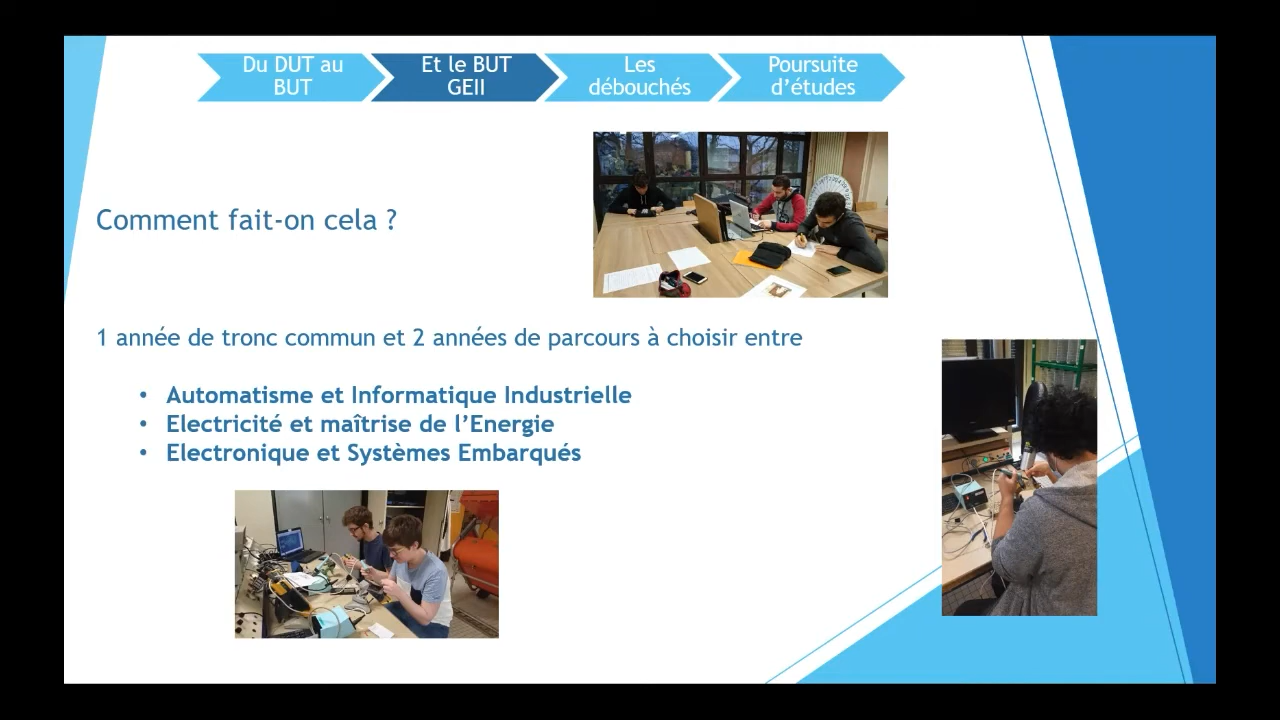 Du DUT au
BUT
Et le BUT
GEII
Les
débouchés
Poursuite
d'études
Comment fait-on cela ?
1 année de tronc commun et 2 années de parcours à choisir entre
• Automatisme et Informatique Industrielle
• Electricité et maîtrise de l'Energie
• Electronique et Systèmes Embarqués